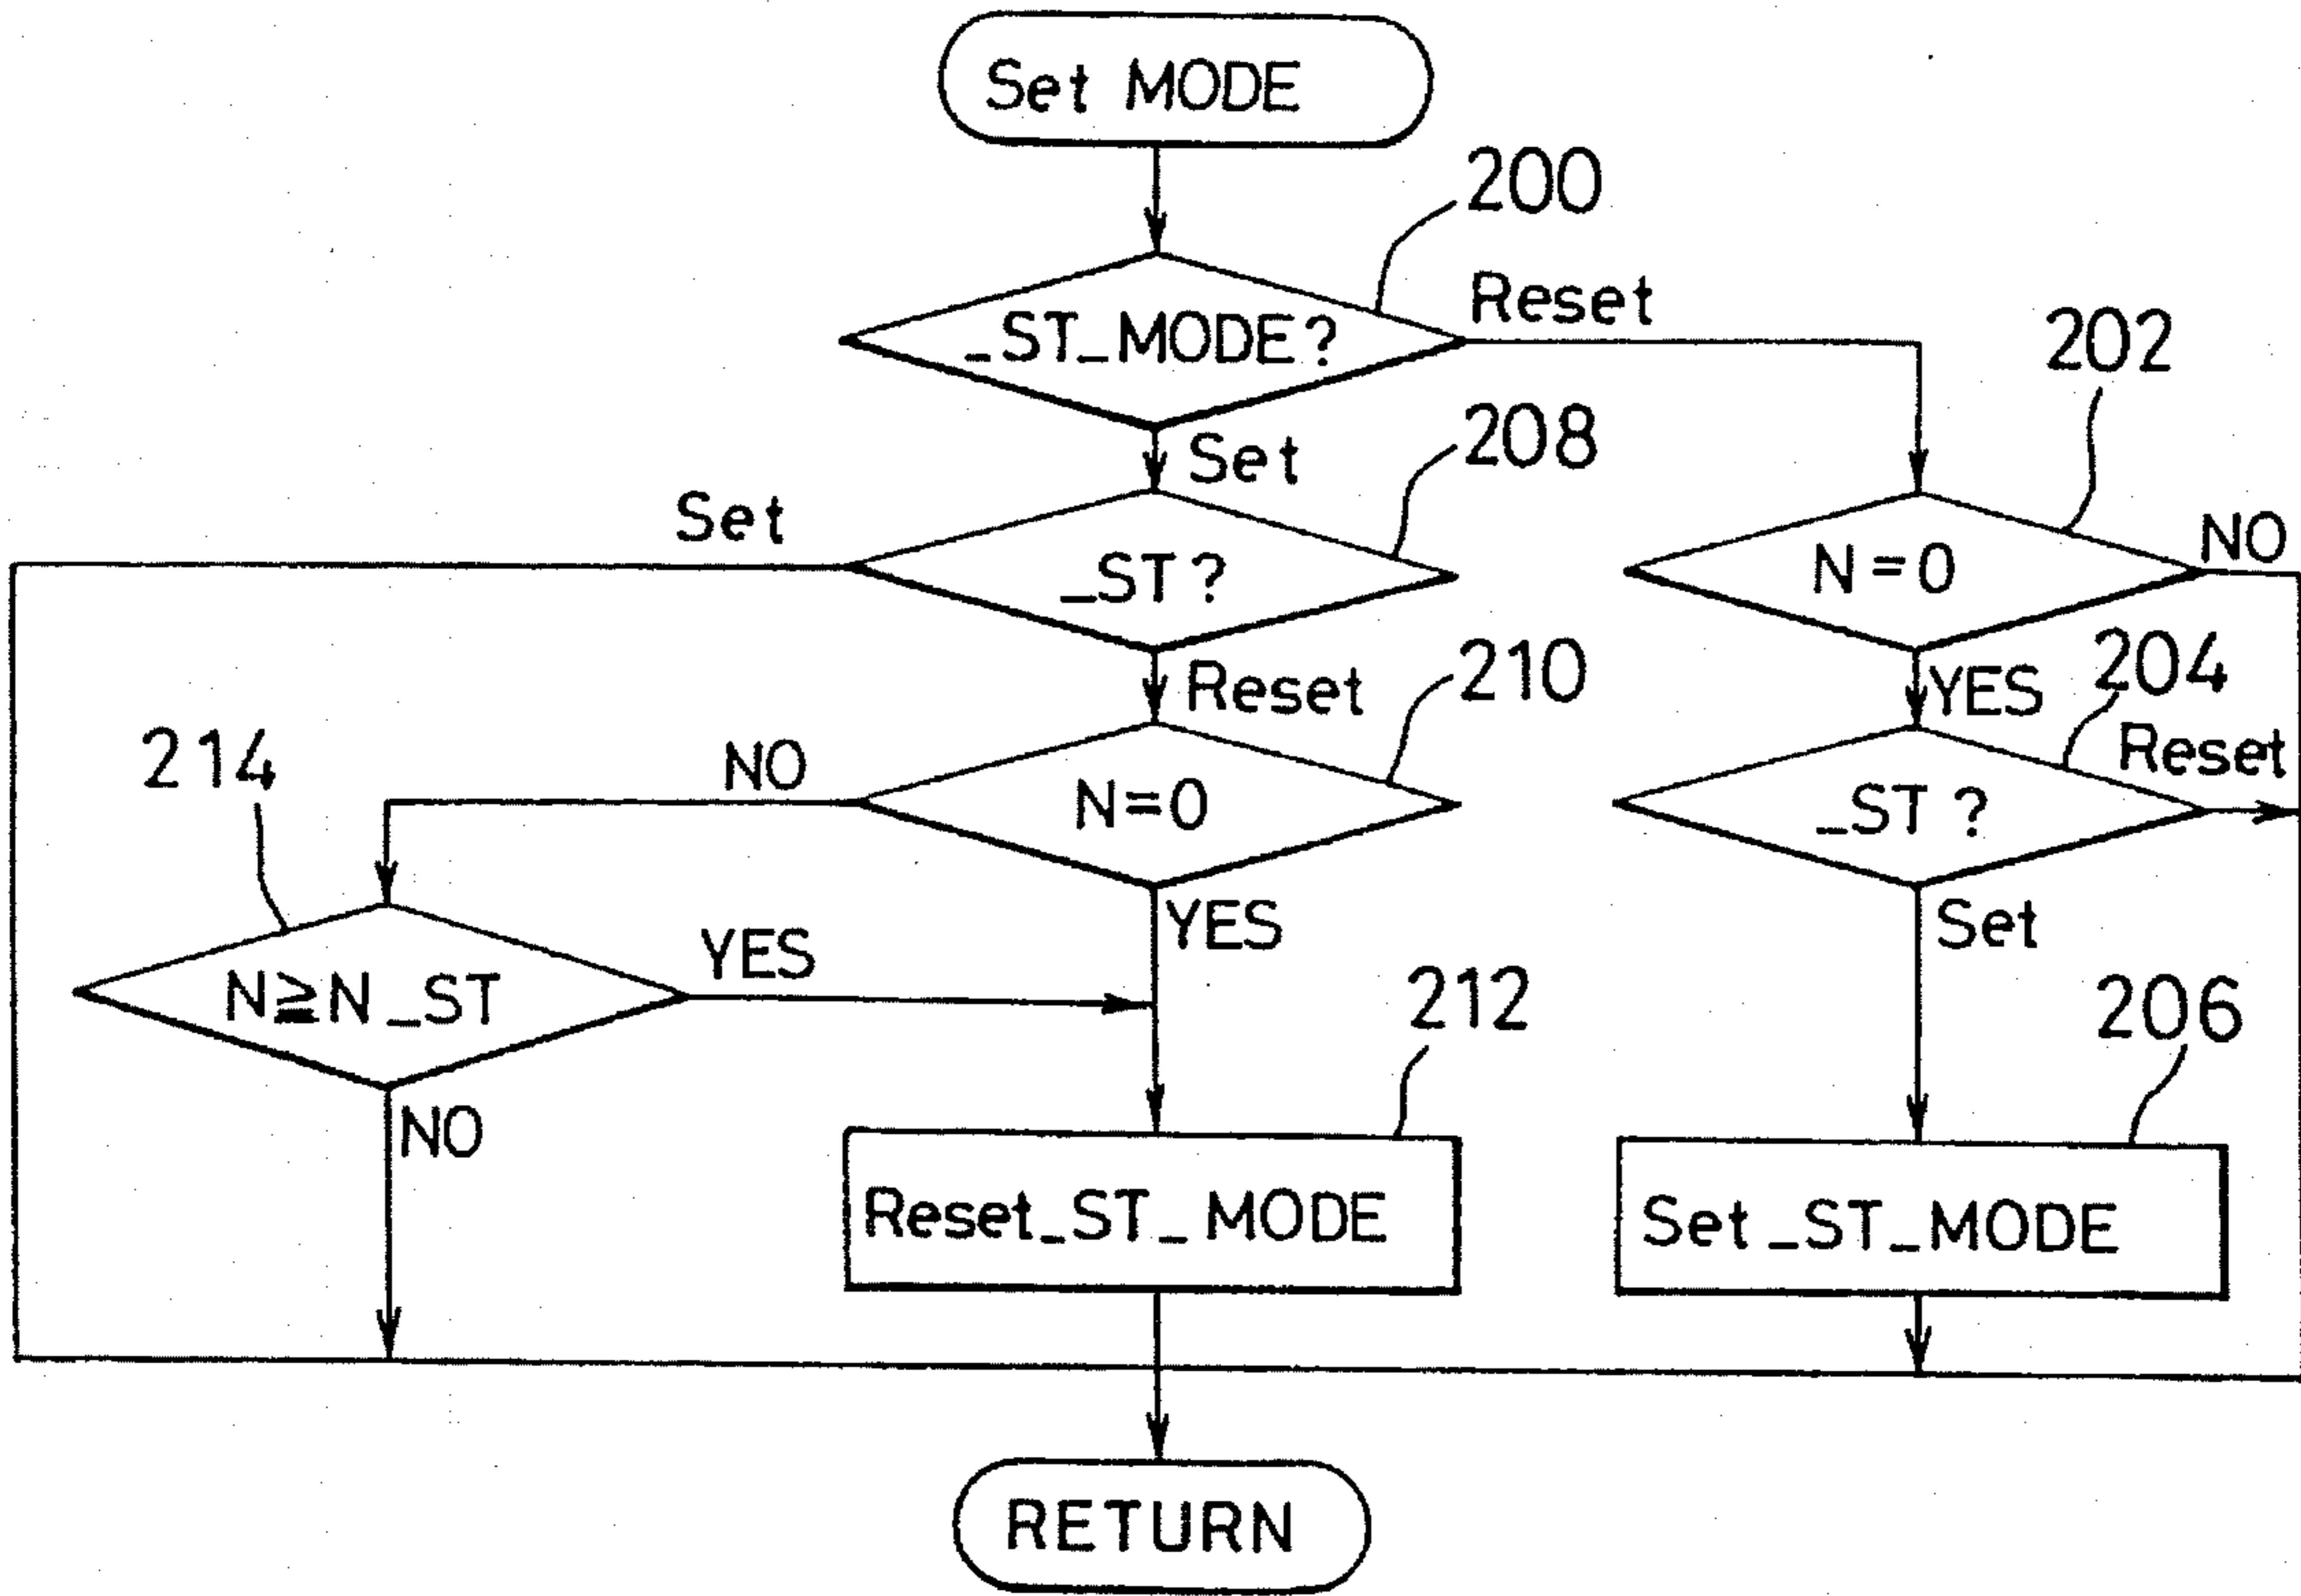 Set MODE
200
_ST_MODE?
Reset
202
Set
208
Set
_ST?
N=0
NO
Reset
210
YES
204
Reset
214
NO
N=0
_ST?
YES
YES
Set
N≧N_ST
212
206
NO
Reset_ST_MODE
Set_ST_MODE
RETURN